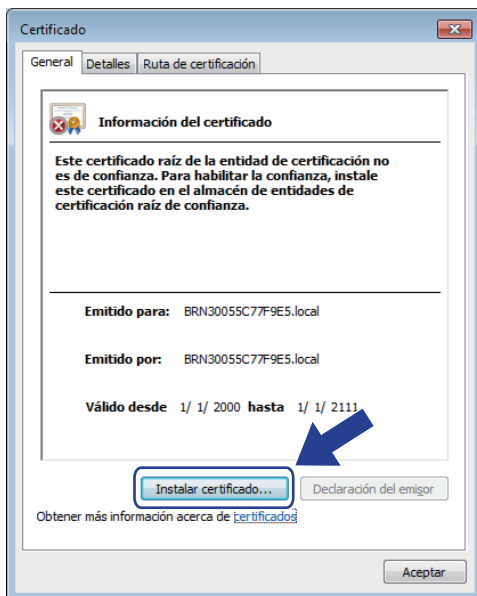 Certificado
General Detalles Ruta de certificación
Información del certificado
Este certificado raíz de la entidad de certificación no
es de confianza. Para habilitar la confianza, instale
este certificado en el almacén de entidades de
certificación raíz de confianza.
Emitido para: BRN30055C77F9E5.local
Emitido por: BRN30055C77F9E5.local
Válido desde 1/ 1/ 2000 hasta 1/ 1/ 2111
Instalar certificado... Declaración del emisor
Obtener más información acerca de certificados
Aceptar